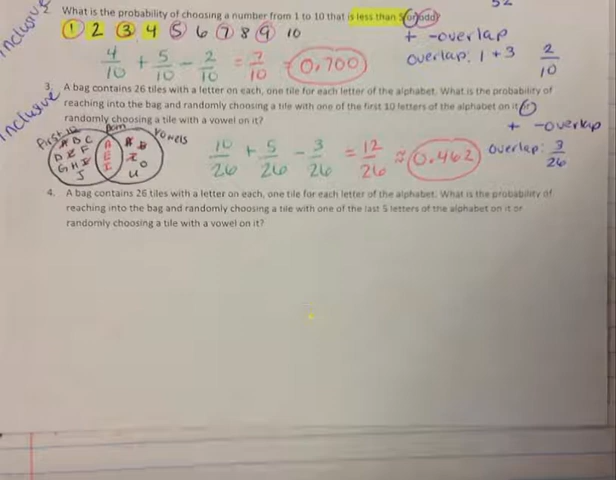 52
inclusive
2. What is the probability of choosing a number from 1 to 10 that is less than 5 or odd?
1 2 3 4 5 6 7 8 9 10
+ -overlap
overlap: 1 + 3 2/10
4/10 + 5/10 - 2/10 = 7/10 = 0.700
inclusive
3. A bag contains 26 tiles with a letter on each, one tile for each letter of the alphabet. What is the probability of
reaching into the bag and randomly choosing a tile with one of the first 10 letters of the alphabet on it or
randomly choosing a tile with a vowel on it?
+ -overlap
First 10 Both Vowels
A B C
D E F
G H I
J
A
E
I
O
U
10/26 + 5/26 - 3/26 = 12/26 ≈ 0.462
overlap: 3/26
4. A bag contains 26 tiles with a letter on each, one tile for each letter of the alphabet. What is the probability of
reaching into the bag and randomly choosing a tile with one of the last 5 letters of the alphabet on it or
randomly choosing a tile with a vowel on it?